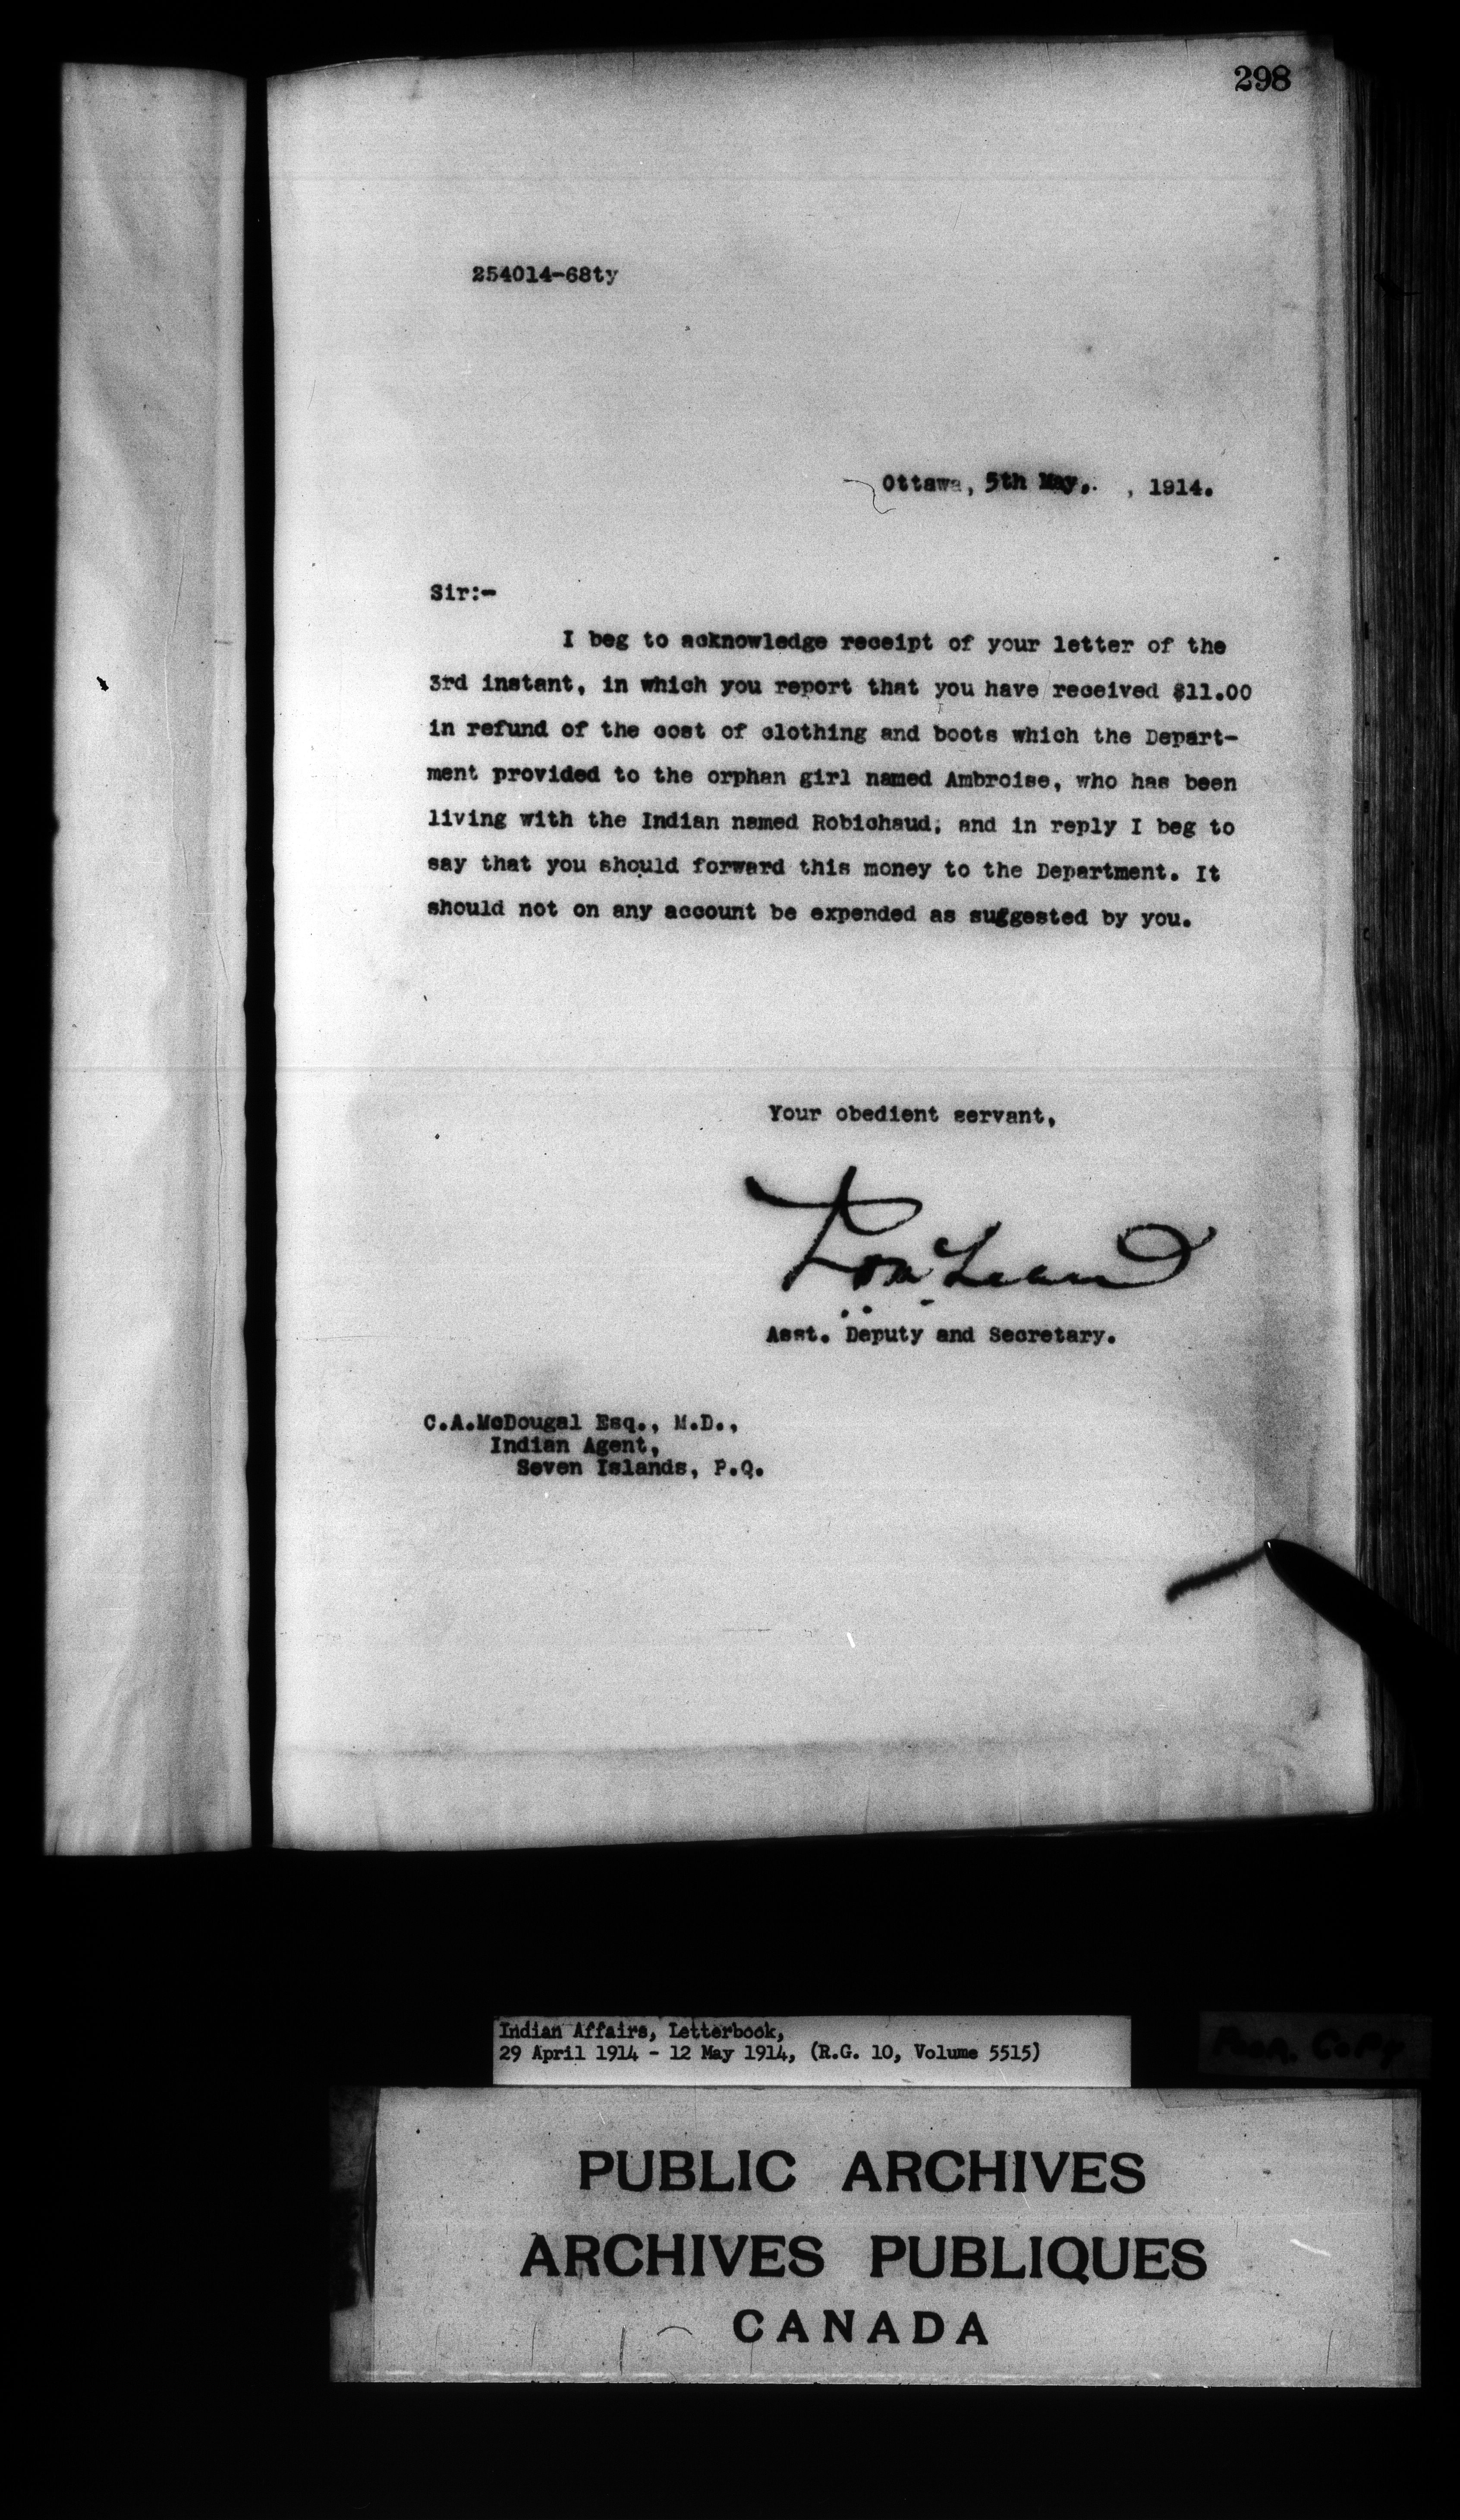 298
254014-68ty
Ottawa, 5th May,. , 1914.
Sir:-
I beg to acknowledge receipt of your letter of the
3rd instant, in which you report that you have received $11.00
in refund of the cost of clothing and boots which the Depart-
ment provided to the orphan girl named Ambroise, who has been
living with the Indian named Robichaud, and in reply I beg to
say that you should forward this money to the Department. It
should not on any account be expended as suggested by you.
Your obedient servant,
Asst. Deputy and Secretary.
C.A.McDougal Esq., M.D.,
Indian Agent,
Seven Islands, P.Q.
Indian Affairs, Letterbook,
29 April 1914 - 12 May 1914, (R.G. 10, Volume 5515)
Poor Copy
PUBLIC ARCHIVES
ARCHIVES PUBLIQUES
CANADA